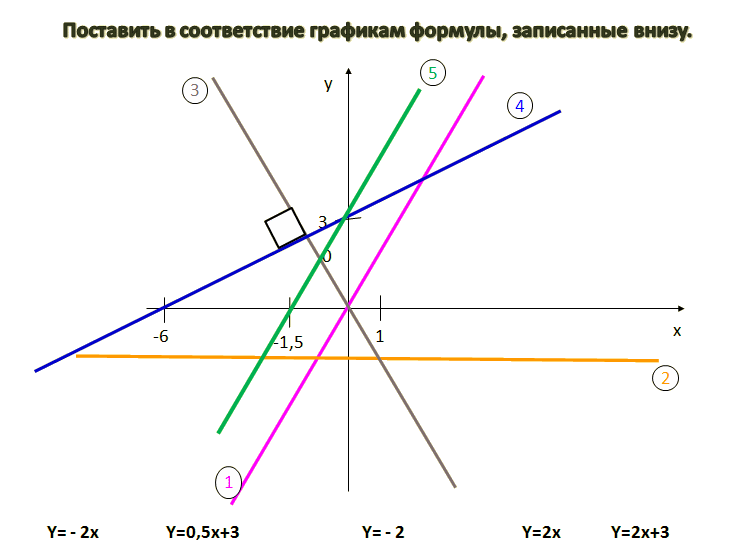 Поставить в соответствие графикам формулы, записанные внизу.
5
3
у
4
3
0
-6
-1,5
1
х
2
1
Y= - 2x Y=0,5x+3 Y= - 2 Y=2x Y=2x+3